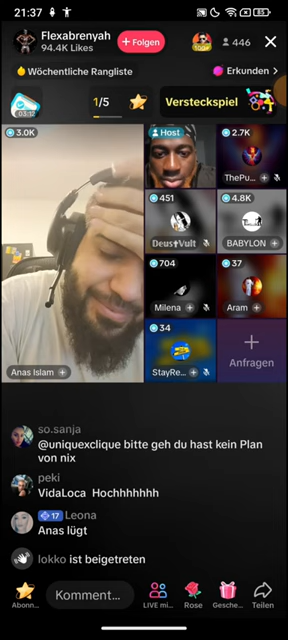 21:37
85
Flexabrenyah
94.4K Likes
+ Folgen
446
Wöchentliche Rangliste
Erkunden >
03:12
1/5
Versteckspiel
3.0K
Host
2.7K
ThePu... +
451
Deus✝Vult
4.8K
BABYLON +
704
Milena +
37
Aram +
34
StayRe... +
+
Anfragen
Anas Islam +
so.sanja
@uniquexclique bitte geh du hast kein Plan
von nix
peki
VidaLoca Hochhhhhhh
17 Leona
Anas lügt
lokko ist beigetreten
Abonn...
Komment...
LIVE mi...
Rose
Gesche...
Teilen